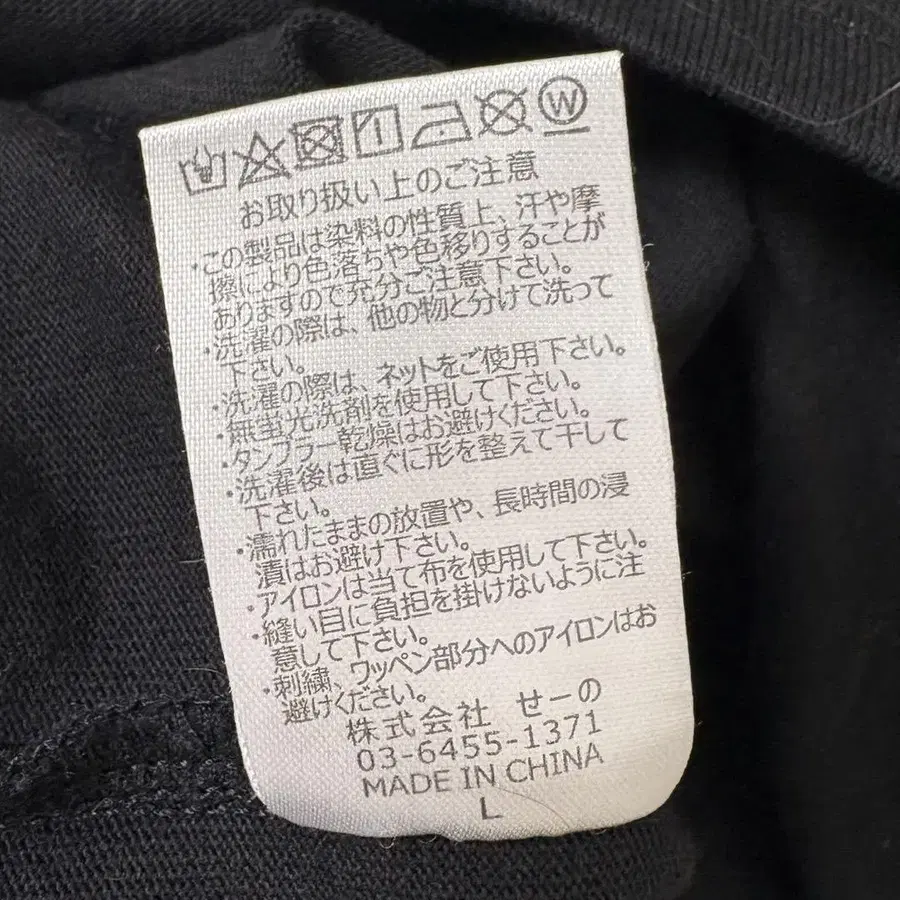 W
お取り扱い上のご注意
・この製品は染料の性質上、汗や摩
擦により色落ちや色移りすることが
ありますので充分ご注意下さい。
・洗濯の際は、他の物と分けて洗って
下さい。
・洗濯の際は、ネットをご使用下さい。
・無蛍光洗剤を使用して下さい。
・タンブラー乾燥はお避けください。
・洗濯後は直ぐに形を整えて干して
下さい。
・濡れたままの放置や、長時間の浸
漬はお避け下さい。
・アイロンは当て布を使用して下さい。
・縫い目に負担を掛けないように注
意して下さい。
・刺繍、ワッペン部分へのアイロンはお
避けください。
株式会社 せーの
03-6455-1371
MADE IN CHINA
L